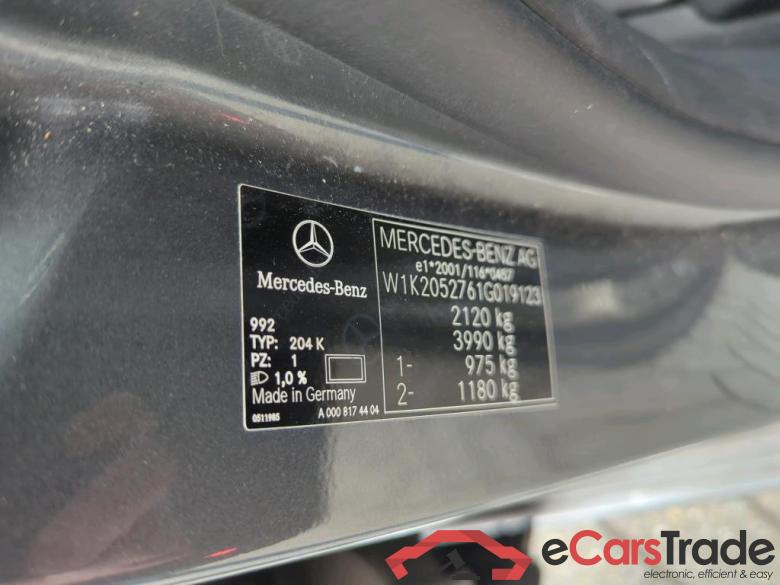 Mercedes-Benz
992
TYP: 204 K
PZ: 1
1,0 %
Made in Germany
0511985
A 000 817 44 04
MERCEDES-BENZ AG
e1*2001/116*0457
W1K2052761G019123
2120 kg
3990 kg
1- 975 kg
2- 1180 kg
eCarsTrade
electronic, efficient & easy